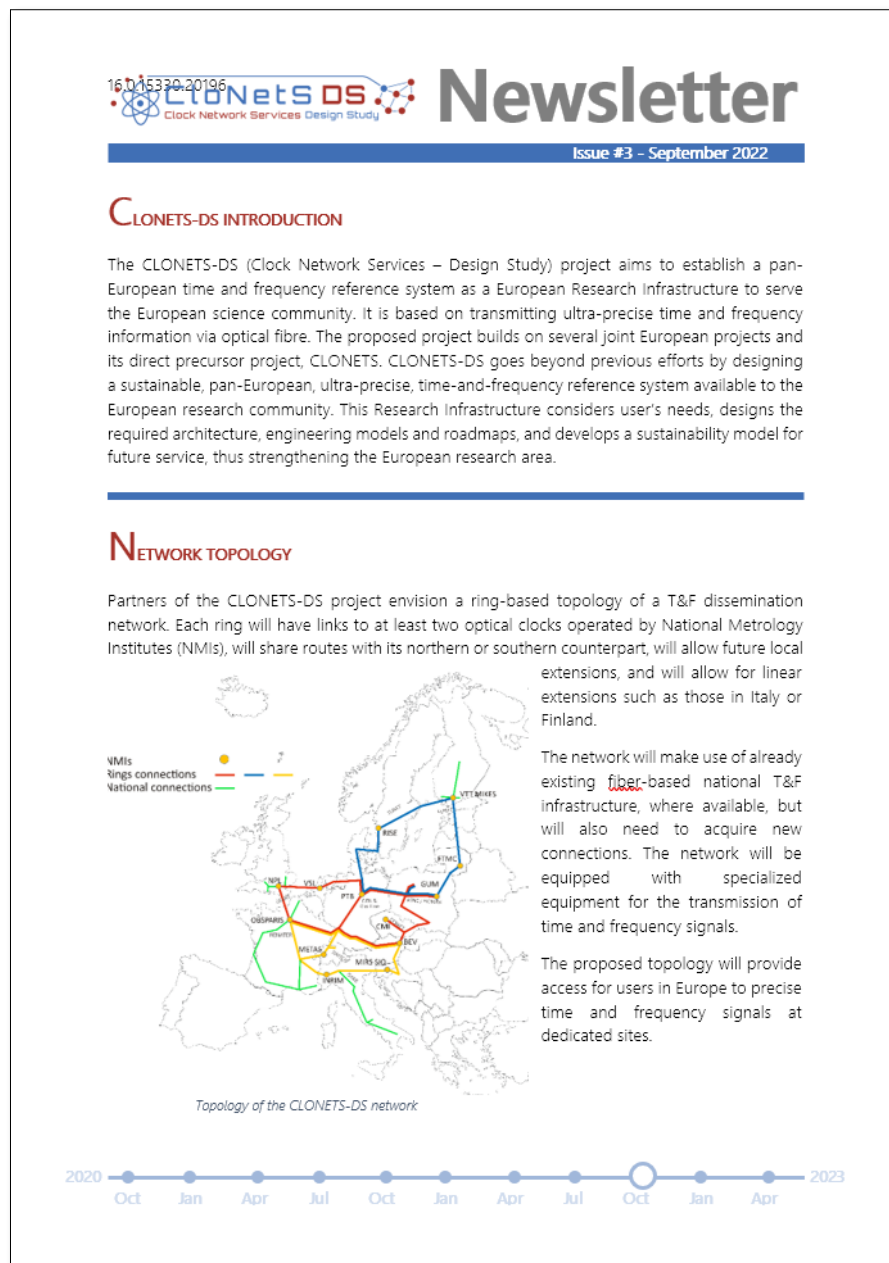 16.0.15330.20196
CloNets DS
Clock Network Services Design Study
Newsletter
Issue #3 - September 2022
CLONETS-DS INTRODUCTION
The CLONETS-DS (Clock Network Services – Design Study) project aims to establish a pan-
European time and frequency reference system as a European Research Infrastructure to serve
the European science community. It is based on transmitting ultra-precise time and frequency
information via optical fibre. The proposed project builds on several joint European projects and
its direct precursor project, CLONETS. CLONETS-DS goes beyond previous efforts by designing
a sustainable, pan-European, ultra-precise, time-and-frequency reference system available to the
European research community. This Research Infrastructure considers user's needs, designs the
required architecture, engineering models and roadmaps, and develops a sustainability model for
future service, thus strengthening the European research area.
NETWORK TOPOLOGY
Partners of the CLONETS-DS project envision a ring-based topology of a T&F dissemination
network. Each ring will have links to at least two optical clocks operated by National Metrology
Institutes (NMIs), will share routes with its northern or southern counterpart, will allow future local
extensions, and will allow for linear
extensions such as those in Italy or
Finland.
The network will make use of already
existing fiber-based national T&F
infrastructure, where available, but
will also need to acquire new
connections. The network will be
equipped with specialized
equipment for the transmission of
time and frequency signals.
The proposed topology will provide
access for users in Europe to precise
time and frequency signals at
dedicated sites.
NMIs
Rings connections
National connections
VTT MIKES
RISE
FTMC
GUM
NPL
VSL
PTB
OBSPARIS
CMI
BEV
METAS
MIRS SIQ
INRIM
Topology of the CLONETS-DS network
2020
2023
Oct Jan Apr Jul Oct Jan Apr Jul Oct Jan Apr